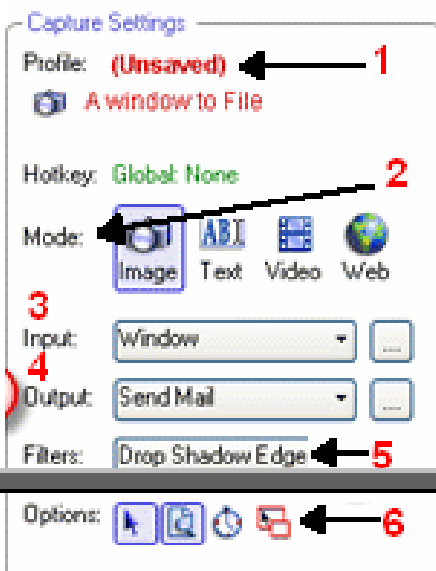 Capture Settings
Profile: (Unsaved) 1
A window to File
Hotkey: Global: None
2
Mode:
Image Text Video Web
ABI
3
Input: Window ...
4
Output: Send Mail ...
Filters: Drop Shadow Edge 5
Options: 6